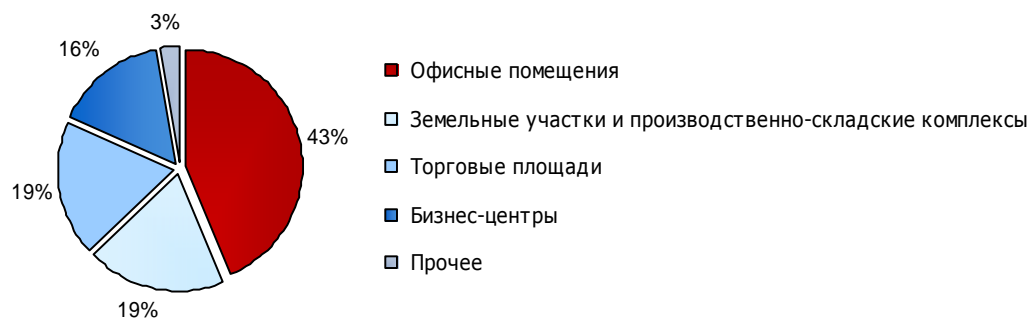 3%
16%
43%
19%
19%
Офисные помещения
Земельные участки и производственно-складские комплексы
Торговые площади
Бизнес-центры
Прочее